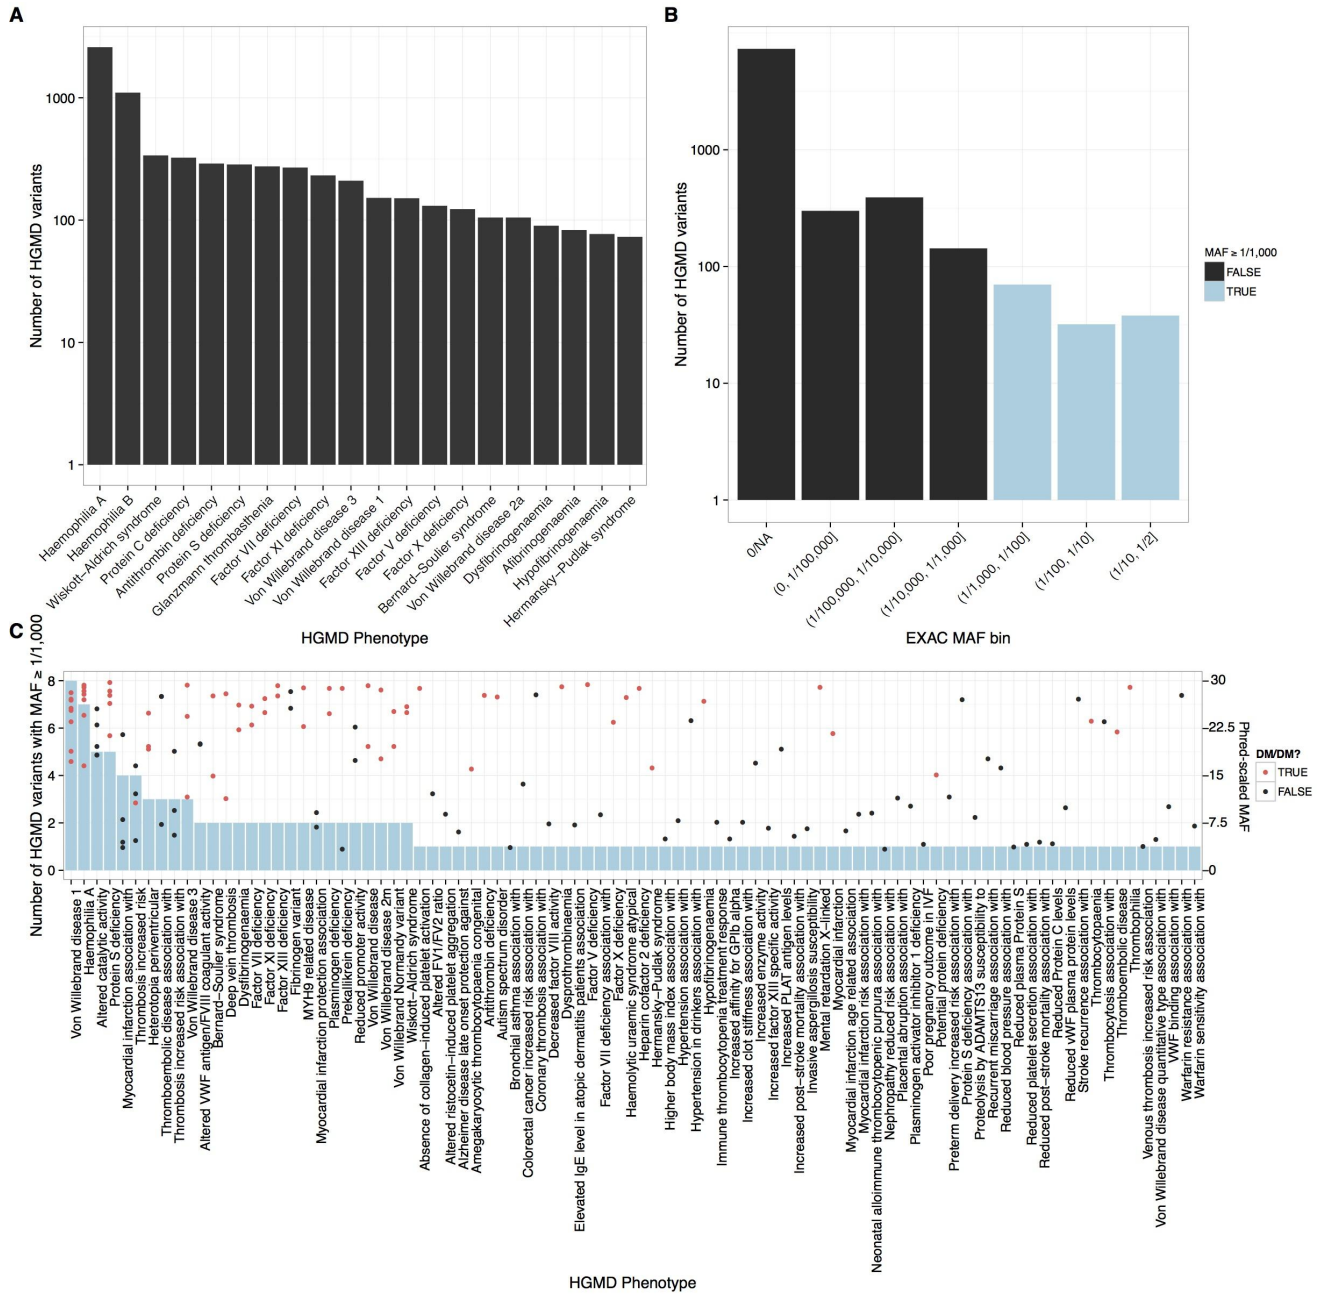 A
Number of HGMD variants
1000
100
10
1
Haemophilia A
Haemophilia B
Wiskott–Aldrich syndrome
Protein C deficiency
Antithrombin deficiency
Protein S deficiency
Glanzmann thrombasthenia
Factor VII deficiency
Factor XI deficiency
Von Willebrand disease 3
Von Willebrand disease 1
Factor XIII deficiency
Factor V deficiency
Factor X deficiency
Bernard–Soulier syndrome
Von Willebrand disease 2a
Dysfibrinogenaemia
Afibrinogenaemia
Hypofibrinogenaemia
Hermansky–Pudlak syndrome
HGMD Phenotype
B
Number of HGMD variants
1000
100
10
1
0/NA
(0, 1/100,000]
(1/100,000, 1/10,000]
(1/10,000, 1/1,000]
(1/1,000, 1/100]
(1/100, 1/10]
(1/10, 1/2]
EXAC MAF bin
MAF ≥ 1/1,000
FALSE
TRUE
C
Number of HGMD variants with MAF ≥ 1/1,000
8
6
4
2
0
30
22.5
15
7.5
0
Phred-scaled MAF
DM/DM?
TRUE
FALSE
Von Willebrand disease 1
Haemophilia A
Altered catalytic activity
Protein S deficiency
Myocardial infarction association with
Thrombosis increased risk
Heterotopia periventricular
Thromboembolic disease association with
Thrombosis increased risk association with
Von Willebrand disease 3
Altered VWF antigen/FVIII coagulant activity
Bernard–Soulier syndrome
Deep vein thrombosis
Dysfibrinogenaemia
Factor VII deficiency
Factor XI deficiency
Factor XIII deficiency
Fibrinogen variant
MYH9 related disease
Myocardial infarction protection association
Plasminogen deficiency
Prekallikrein deficiency
Reduced promoter activity
Von Willebrand disease
Von Willebrand disease 2m
Von Willebrand Normandy variant
Wiskott–Aldrich syndrome
Absence of collagen–induced platelet activation
Altered FV1/FV2 ratio
Altered ristocetin–induced platelet aggregation
Alzheimer disease late onset protection against
Amegakaryocytic thrombocytopaenia congenital
Antithrombin deficiency
Autism spectrum disorder
Bronchial asthma association with
Colorectal cancer increased risk association with
Coronary thrombosis association with
Decreased factor VIII activity
Dysprothrombinaemia
Elevated IgE level in atopic dermatitis patients association
Factor V deficiency
Factor VII deficiency association with
Factor X deficiency
Haemolytic uraemic syndrome atypical
Heparin cofactor 2 deficiency
Hermansky–Pudlak syndrome
Higher body mass index association with
Hypertension association with
Hypertension in drinkers association with
Hypofibrinogenaemia
Immune thrombocytopenia treatment response
Increased affinity for GPIb alpha
Increased clot stiffness association with
Increased enzyme activity
Increased factor XIII specific activity
Increased tPLAT antigen levels
Increased post–stroke mortality association with
Invasive aspergillosis susceptibility
Mental retardation X–linked
Myocardial infarction
Myocardial infarction age related association
Myocardial infarction risk association with
Neonatal alloimmune thrombocytopenic purpura association with
Nephropathy reduced risk association with
Placental abruption association with
Plasminogen activator inhibitor 1 deficiency
Poor pregnancy outcome in IVF
Potential protein deficiency
Preterm delivery increased risk association with
Protein S deficiency association with
Proteolysis by ADAMTS13 susceptibility to
Recurrent miscarriage association with
Reduced blood pressure association with
Reduced plasma Protein S
Reduced platelet secretion association with
Reduced post–stroke mortality association with
Reduced Protein C levels
Reduced vWF plasma protein levels
Stroke recurrence association with
Thrombocytopaenia
Thrombocytosis association with
Thromboembolic disease
Thrombophilia
Venous thrombosis increased risk association
Von Willebrand disease quantitative type association with
VWF binding association with
Warfarin resistance association with
Warfarin sensitivity association with
HGMD Phenotype